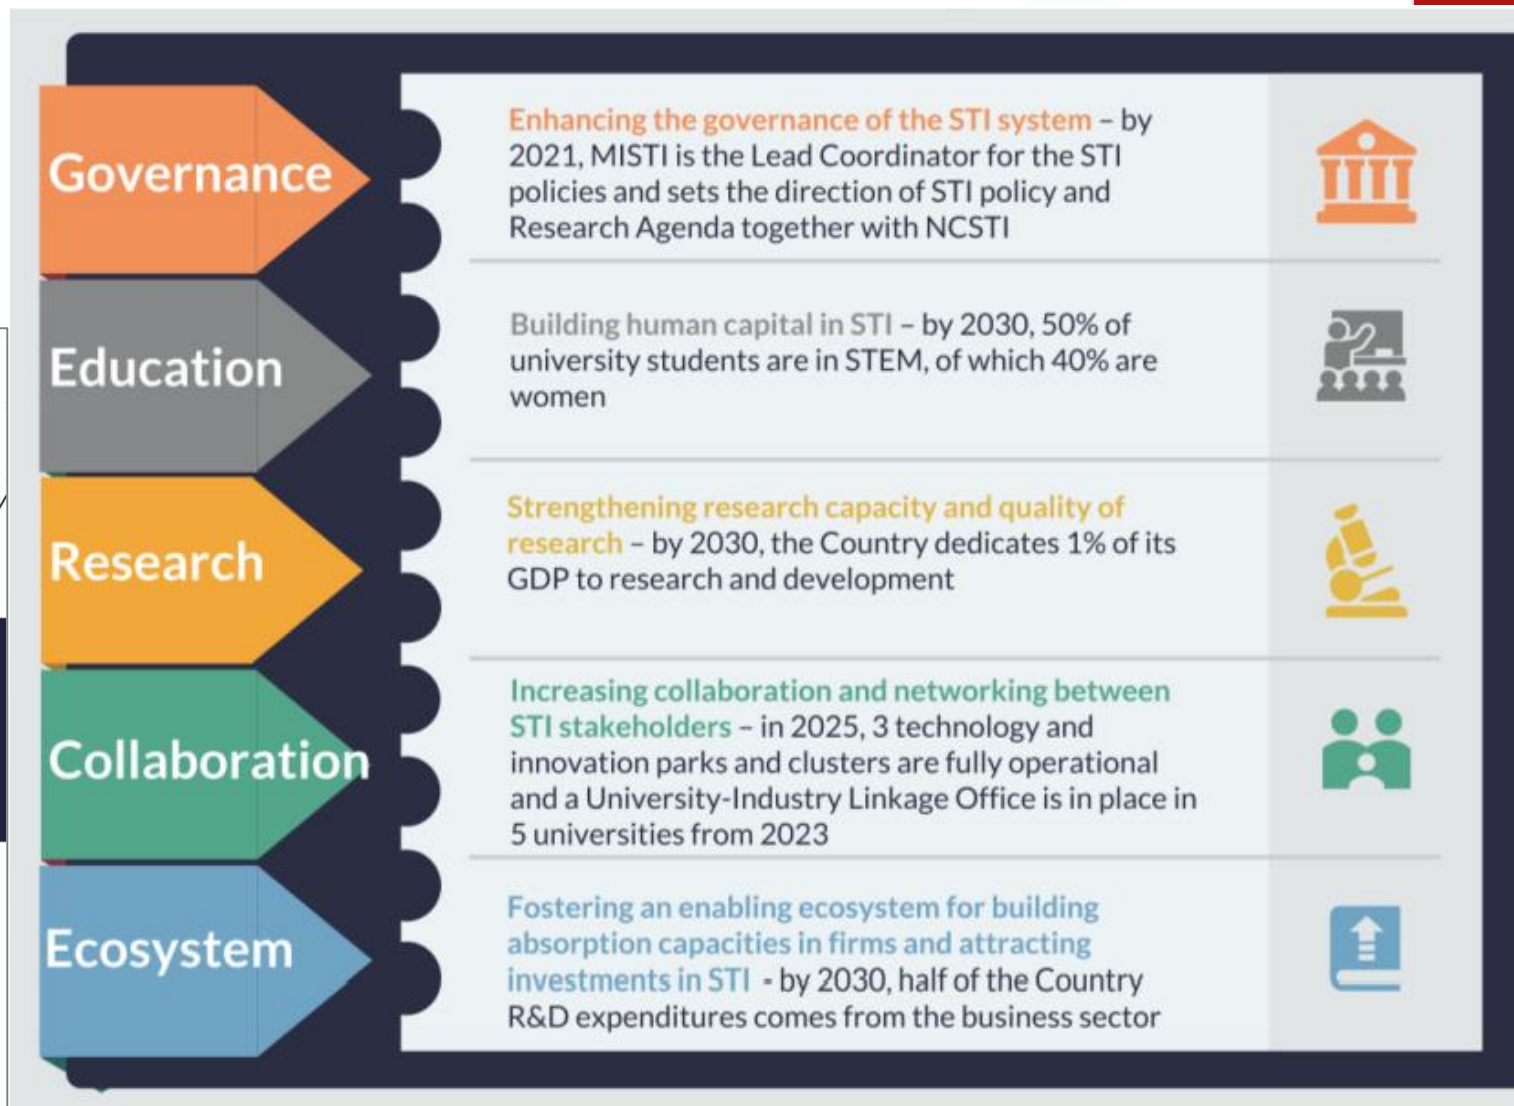 Governance
Enhancing the governance of the STI system – by
2021, MISTI is the Lead Coordinator for the STI
policies and sets the direction of STI policy and
Research Agenda together with NCSTI
Education
Building human capital in STI – by 2030, 50% of
university students are in STEM, of which 40% are
women
Research
Strengthening research capacity and quality of
research – by 2030, the Country dedicates 1% of its
GDP to research and development
Collaboration
Increasing collaboration and networking between
STI stakeholders – in 2025, 3 technology and
innovation parks and clusters are fully operational
and a University-Industry Linkage Office is in place in
5 universities from 2023
Ecosystem
Fostering an enabling ecosystem for building
absorption capacities in firms and attracting
investments in STI - by 2030, half of the Country
R&D expenditures comes from the business sector